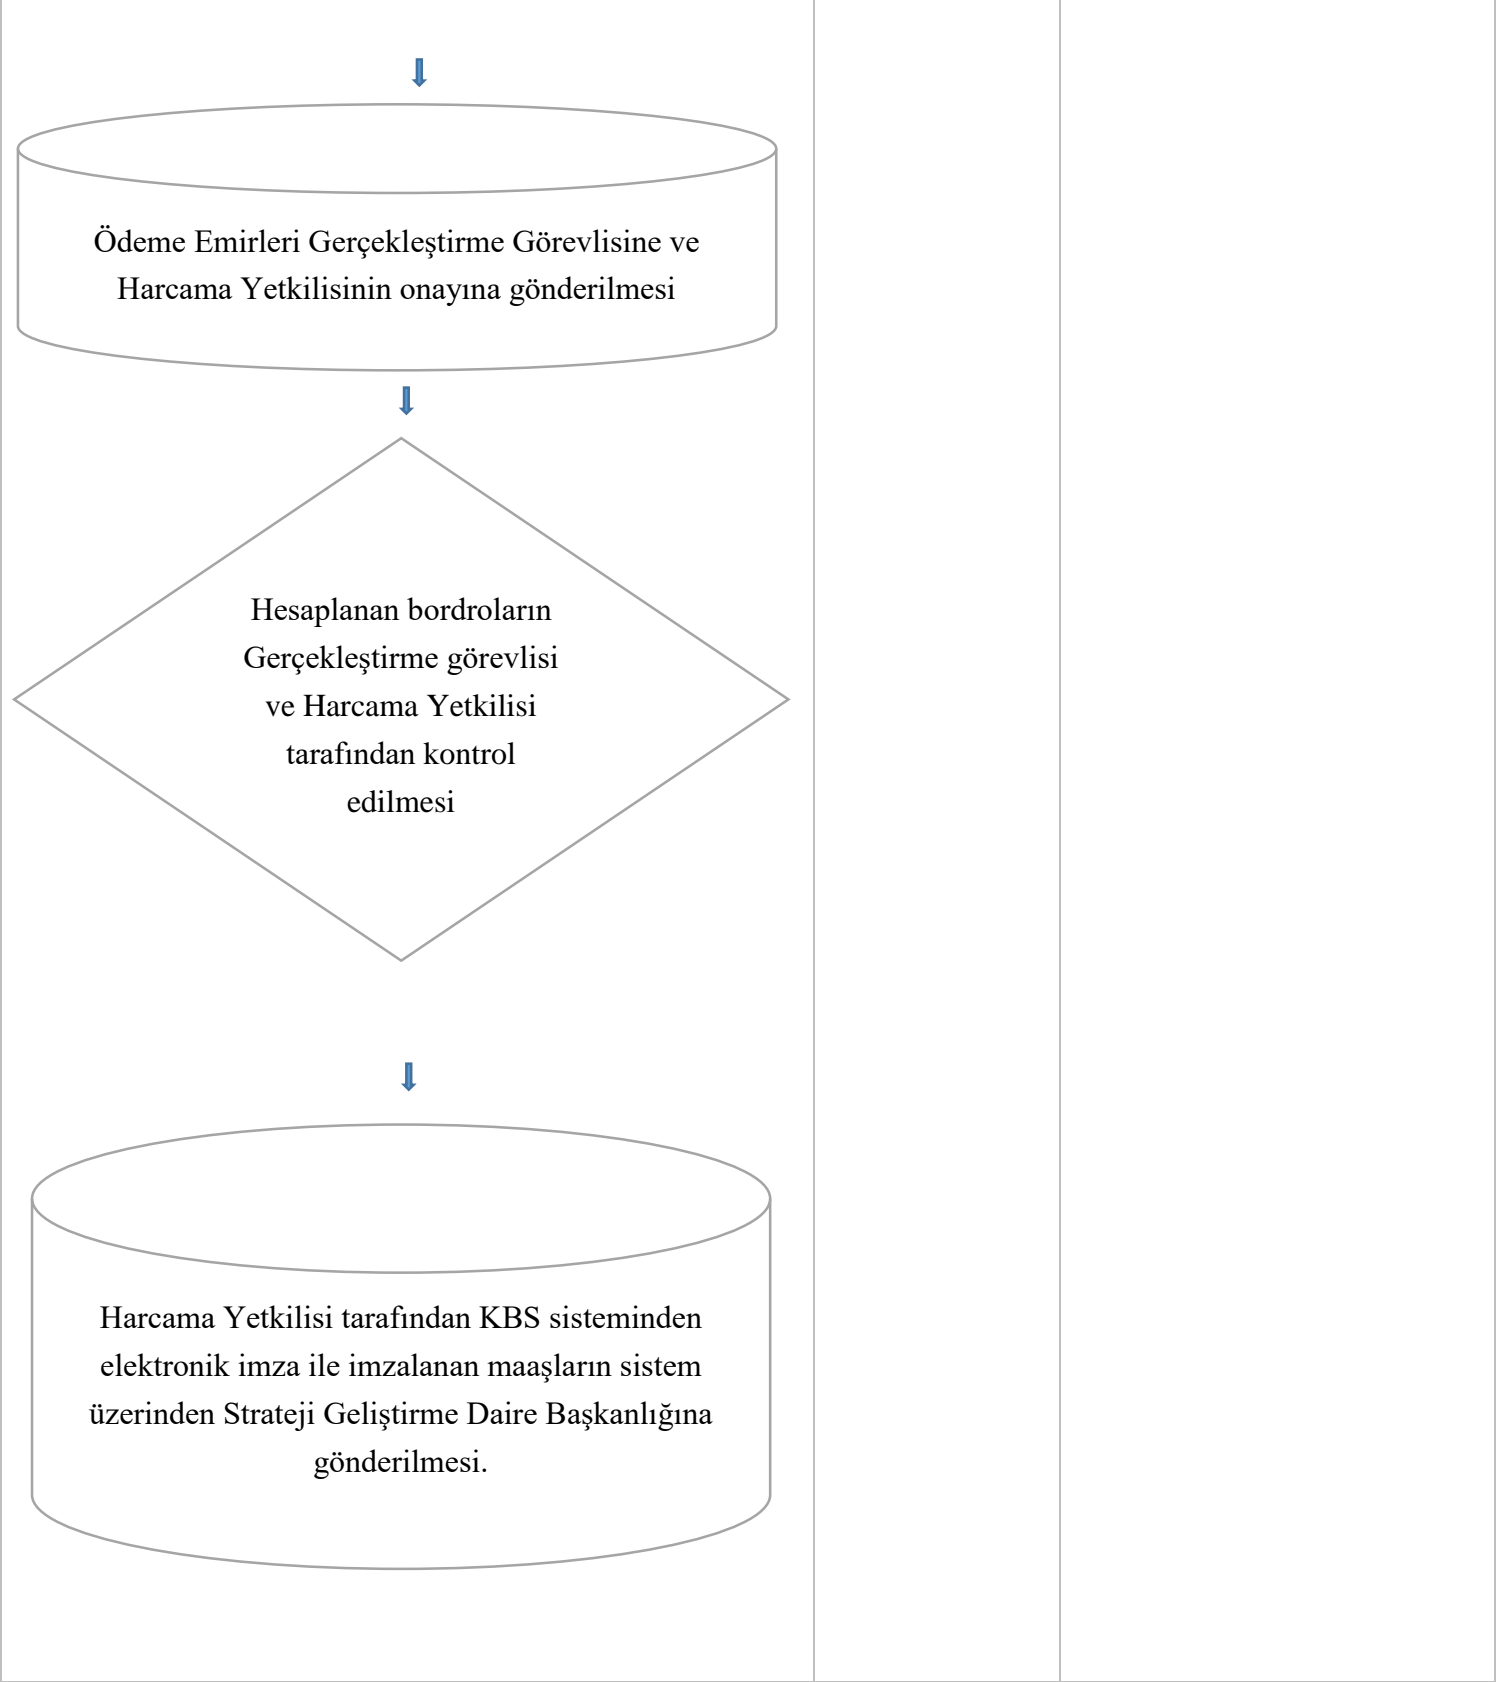 Ödeme Emirleri Gerçekleştirme Görevlisine ve
Harcama Yetkilisinin onayına gönderilmesi
Hesaplanan bordroların
Gerçekleştirme görevlisi
ve Harcama Yetkilisi
tarafından kontrol
edilmesi
Harcama Yetkilisi tarafından KBS sisteminden
elektronik imza ile imzalanan maaşların sistem
üzerinden Strateji Geliştirme Daire Başkanlığına
gönderilmesi.